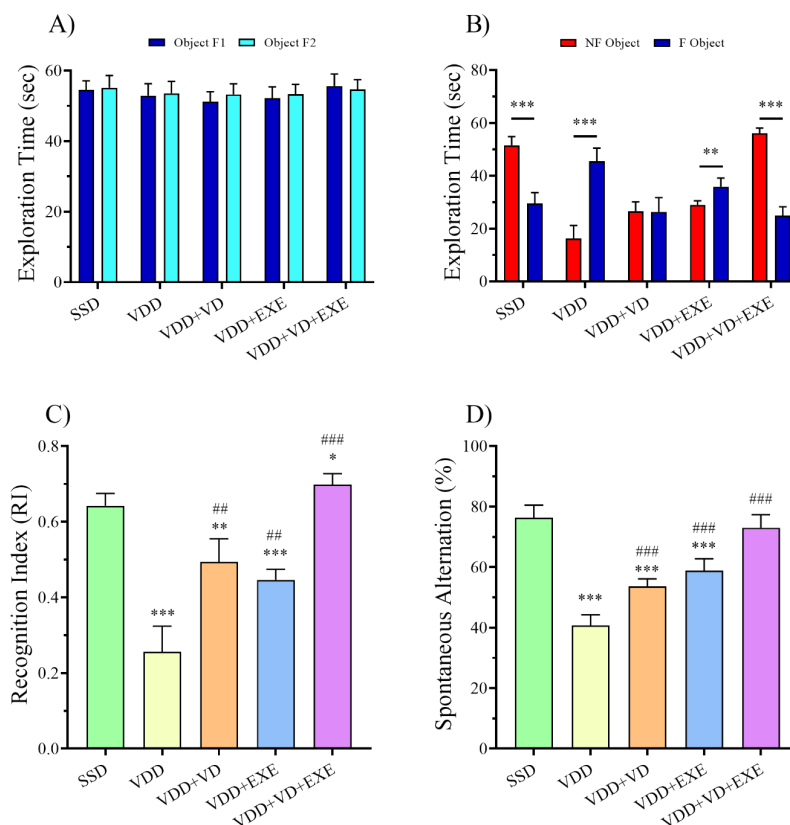 A)
Object F1 Object F2
Exploration Time (sec)
60
40
20
0
SSD
VDD
VDD+VD
VDD+EXE
VDD+VD+EXE
B)
NF Object F Object
Exploration Time (sec)
80
60
40
20
0
***
***
**
***
SSD
VDD
VDD+VD
VDD+EXE
VDD+VD+EXE
C)
Recognition Index (RI)
0.8
0.6
0.4
0.2
0.0
***
##
**
##
***
###
*
SSD
VDD
VDD+VD
VDD+EXE
VDD+VD+EXE
D)
Spontaneous Alternation (%)
100
80
60
40
20
0
***
###
***
###
***
###
SSD
VDD
VDD+VD
VDD+EXE
VDD+VD+EXE